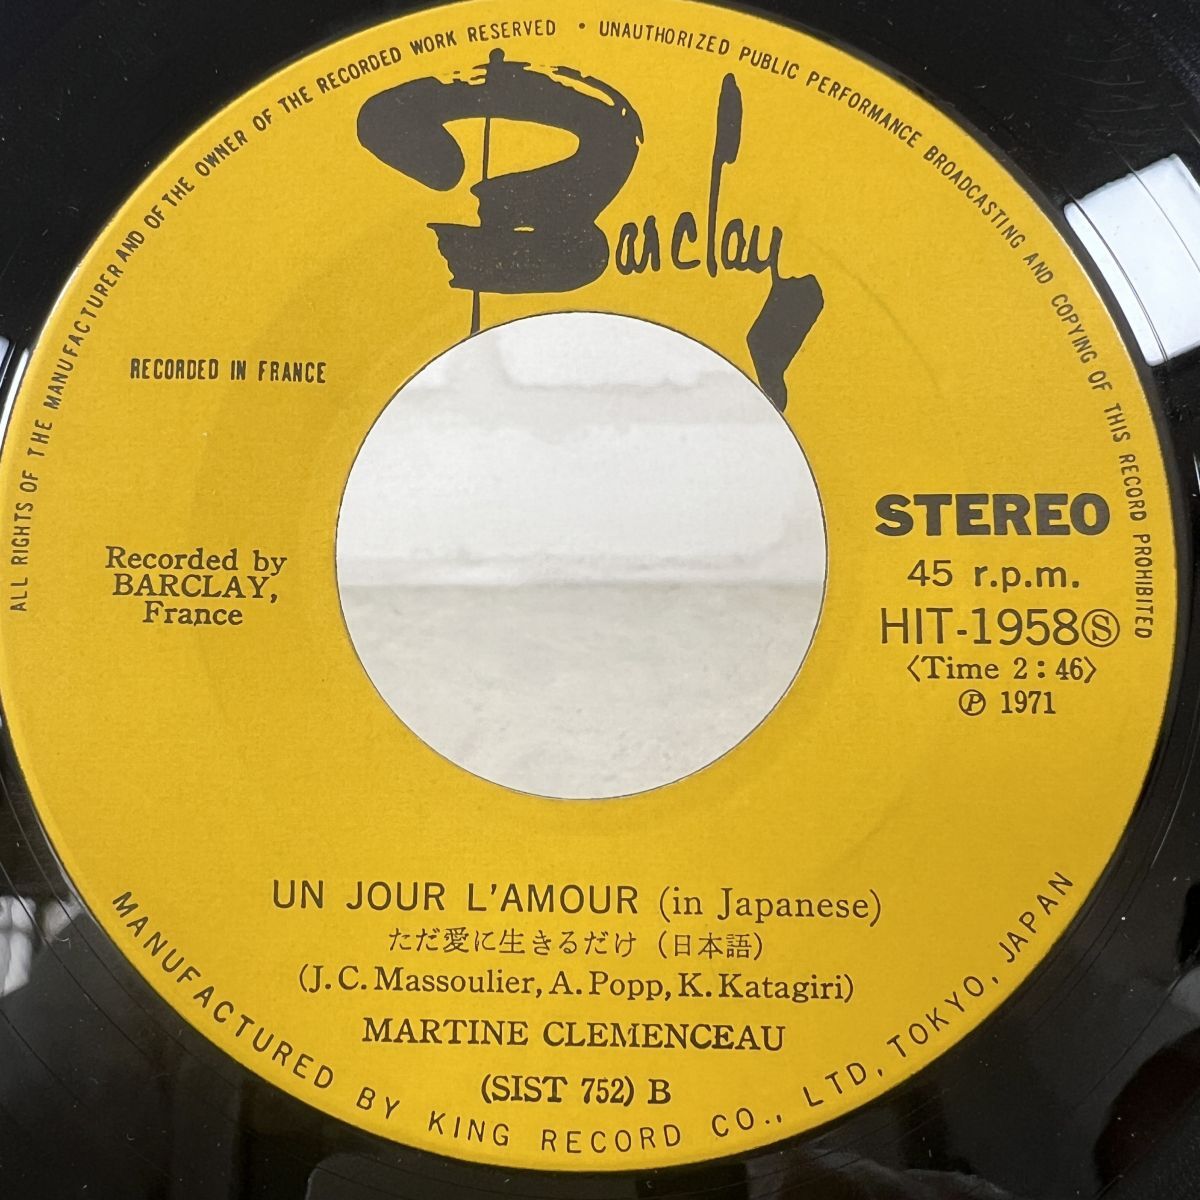 ALL RIGHTS OF THE MANUFACTURER AND OF THE OWNER OF THE RECORDED WORK RESERVED • UNAUTHORIZED PUBLIC PERFORMANCE BROADCASTING AND COPYING OF THIS RECORD PROHIBITED
Barclay
RECORDED IN FRANCE
Recorded by
BARCLAY,
France
STEREO
45 r.p.m.
HIT-1958Ⓢ
〈Time 2:46〉
℗ 1971
UN JOUR L'AMOUR (in Japanese)
ただ愛に生きるだけ (日本語)
(J.C. Massoulier, A. Popp, K. Katagiri)
MARTINE CLEMENCEAU
(SIST 752) B
MANUFACTURED BY KING RECORD CO., LTD, TOKYO, JAPAN